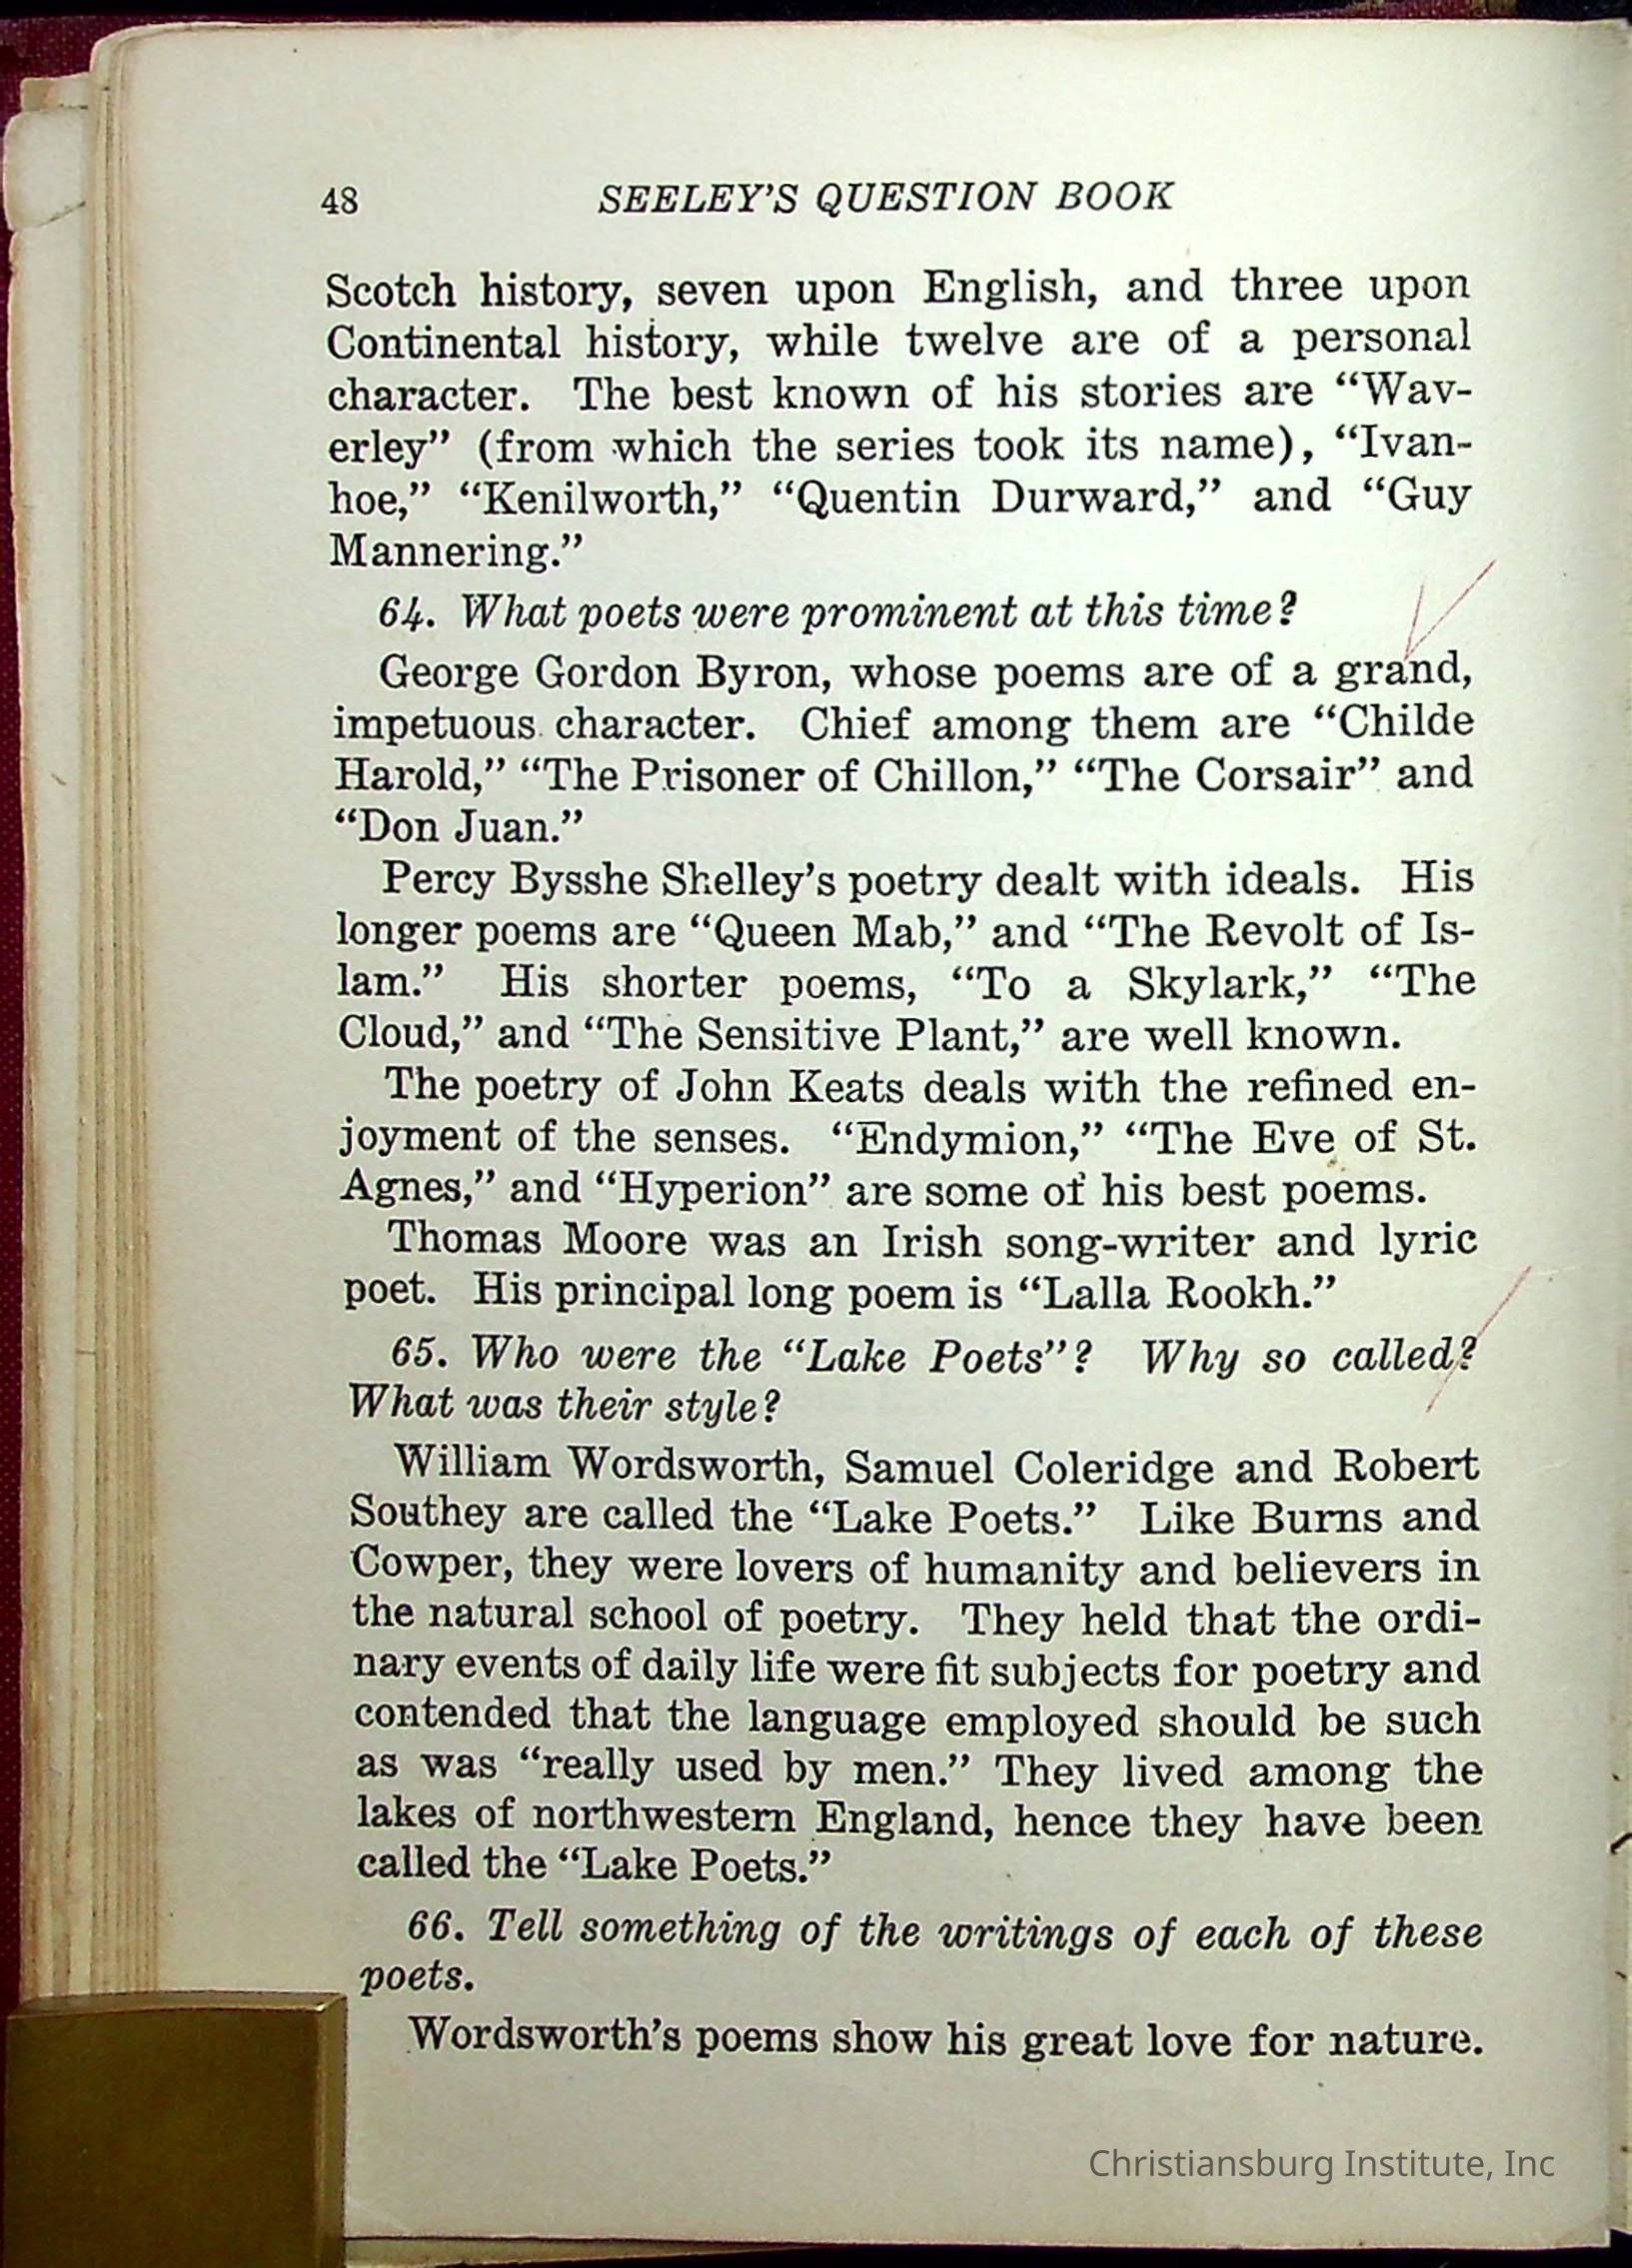 48 SEELEY'S QUESTION BOOK
Scotch history, seven upon English, and three upon
Continental history, while twelve are of a personal
character. The best known of his stories are “Wav-
erley” (from which the series took its name), “Ivan-
hoe,” “Kenilworth,” “Quentin Durward,” and “Guy
Mannering.”
64. What poets were prominent at this time?
George Gordon Byron, whose poems are of a grand,
impetuous character. Chief among them are “Childe
Harold,” “The Prisoner of Chillon,” “The Corsair” and
“Don Juan.”
Percy Bysshe Shelley's poetry dealt with ideals. His
longer poems are “Queen Mab,” and “The Revolt of Is-
lam.” His shorter poems, “To a Skylark,” “The
Cloud,” and “The Sensitive Plant,” are well known.
The poetry of John Keats deals with the refined en-
joyment of the senses. “Endymion,” “The Eve of St.
Agnes,” and “Hyperion” are some of his best poems.
Thomas Moore was an Irish song-writer and lyric
poet. His principal long poem is “Lalla Rookh.”
65. Who were the “Lake Poets”? Why so called?
What was their style?
William Wordsworth, Samuel Coleridge and Robert
Southey are called the “Lake Poets.” Like Burns and
Cowper, they were lovers of humanity and believers in
the natural school of poetry. They held that the ordi-
nary events of daily life were fit subjects for poetry and
contended that the language employed should be such
as was “really used by men.” They lived among the
lakes of northwestern England, hence they have been
called the “Lake Poets.”
66. Tell something of the writings of each of these
poets.
Wordsworth's poems show his great love for nature.
Christiansburg Institute, Inc